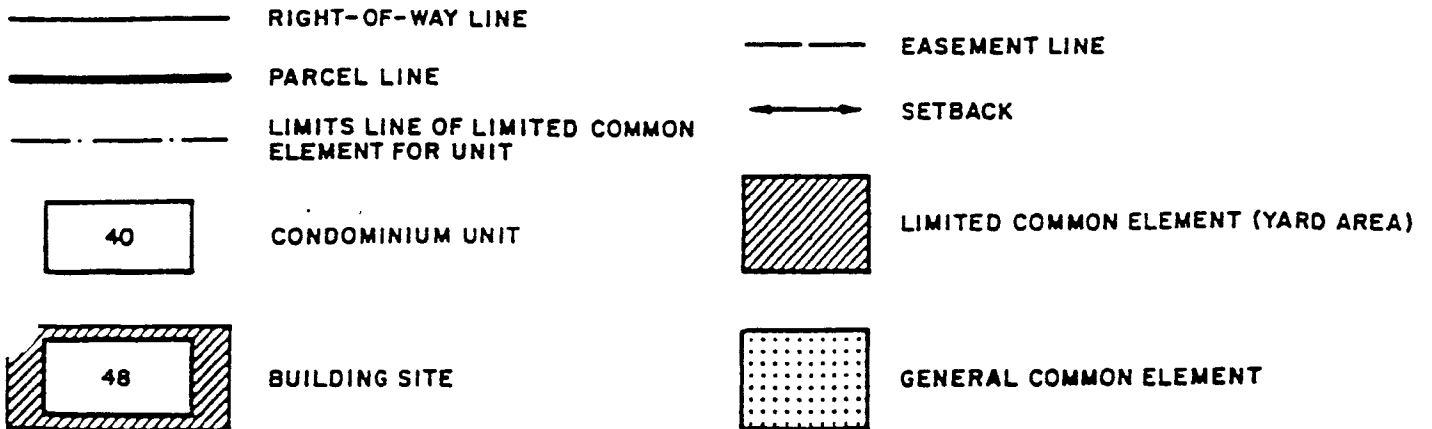 RIGHT-OF-WAY LINE
PARCEL LINE
LIMITS LINE OF LIMITED COMMON
ELEMENT FOR UNIT
40
CONDOMINIUM UNIT
48
BUILDING SITE
EASEMENT LINE
SETBACK
LIMITED COMMON ELEMENT (YARD AREA)
GENERAL COMMON ELEMENT